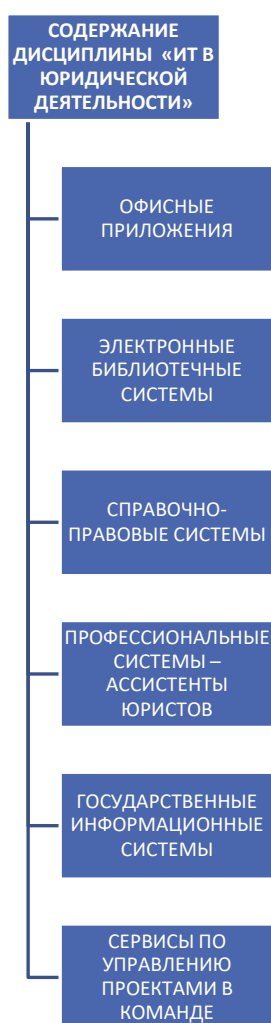 СОДЕРЖАНИЕ
ДИСЦИПЛИНЫ «ИТ В
ЮРИДИЧЕСКОЙ
ДЕЯТЕЛЬНОСТИ»
ОФИСНЫЕ
ПРИЛОЖЕНИЯ
ЭЛЕКТРОННЫЕ
БИБЛИОТЕЧНЫЕ
СИСТЕМЫ
СПРАВОЧНО-
ПРАВОВЫЕ СИСТЕМЫ
ПРОФЕССИОНАЛЬНЫЕ
СИСТЕМЫ –
АССИСТЕНТЫ
ЮРИСТОВ
ГОСУДАРСТВЕННЫЕ
ИНФОРМАЦИОННЫЕ
СИСТЕМЫ
СЕРВИСЫ ПО
УПРАВЛЕНИЮ
ПРОЕКТАМИ В
КОМАНДЕ